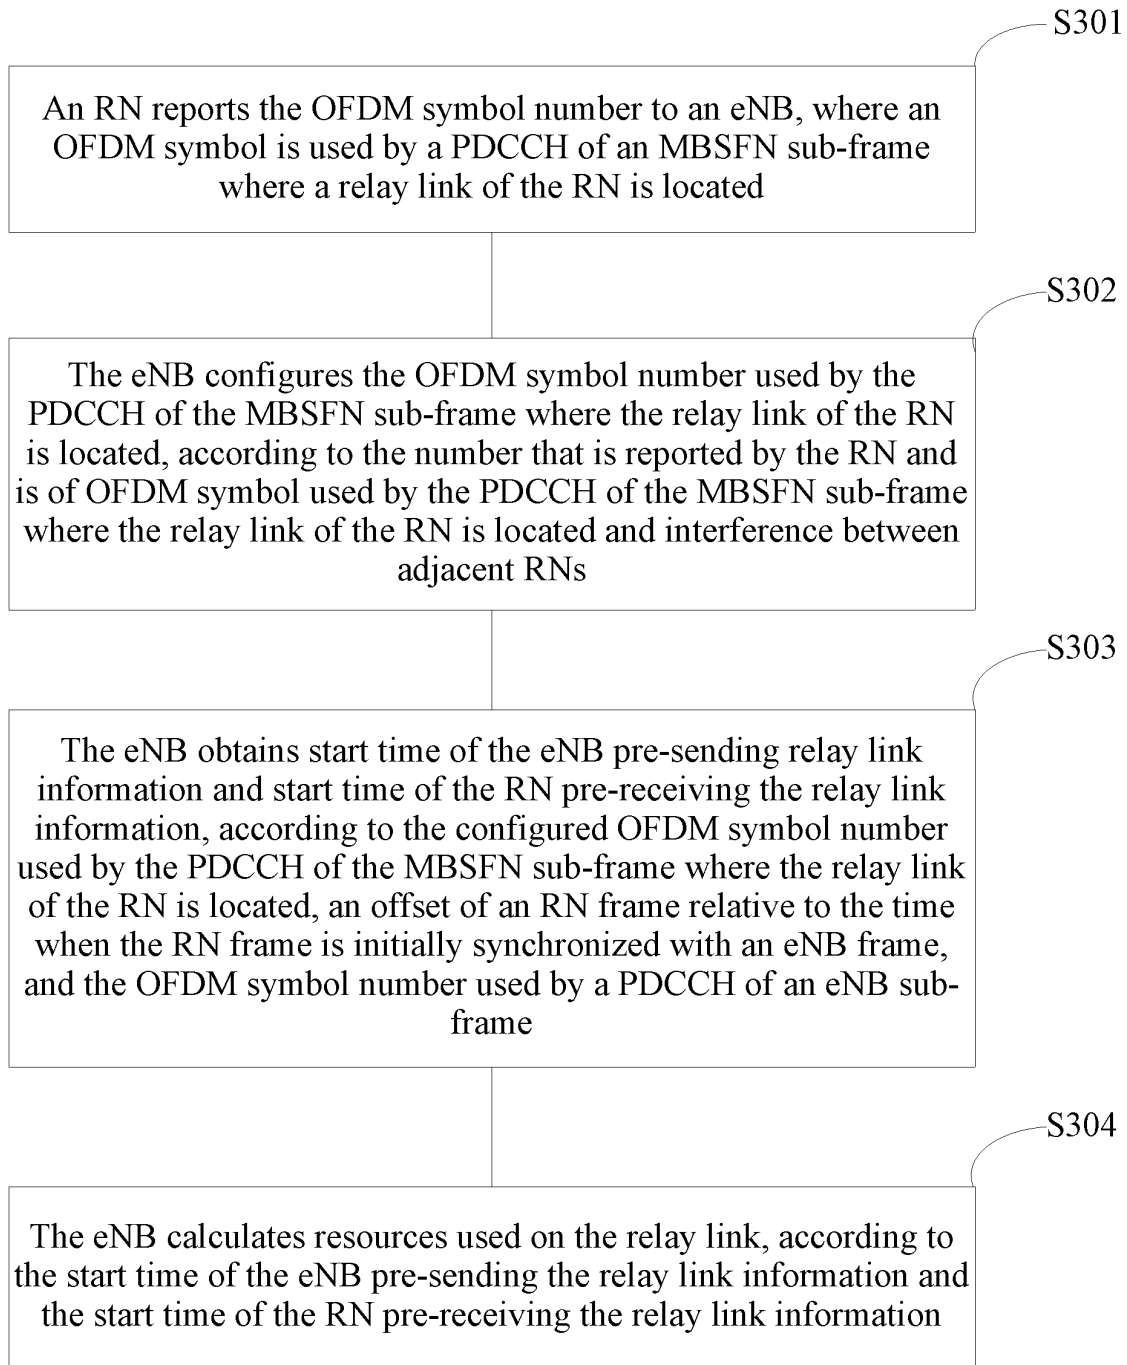 S301
An RN reports the OFDM symbol number to an eNB, where an
OFDM symbol is used by a PDCCH of an MBSFN sub-frame
where a relay link of the RN is located
S302
The eNB configures the OFDM symbol number used by the
PDCCH of the MBSFN sub-frame where the relay link of the RN
is located, according to the number that is reported by the RN and
is of OFDM symbol used by the PDCCH of the MBSFN sub-frame
where the relay link of the RN is located and interference between
adjacent RNs
S303
The eNB obtains start time of the eNB pre-sending relay link
information and start time of the RN pre-receiving the relay link
information, according to the configured OFDM symbol number
used by the PDCCH of the MBSFN sub-frame where the relay link
of the RN is located, an offset of an RN frame relative to the time
when the RN frame is initially synchronized with an eNB frame,
and the OFDM symbol number used by a PDCCH of an eNB sub-
frame
S304
The eNB calculates resources used on the relay link, according to
the start time of the eNB pre-sending the relay link information and
the start time of the RN pre-receiving the relay link information